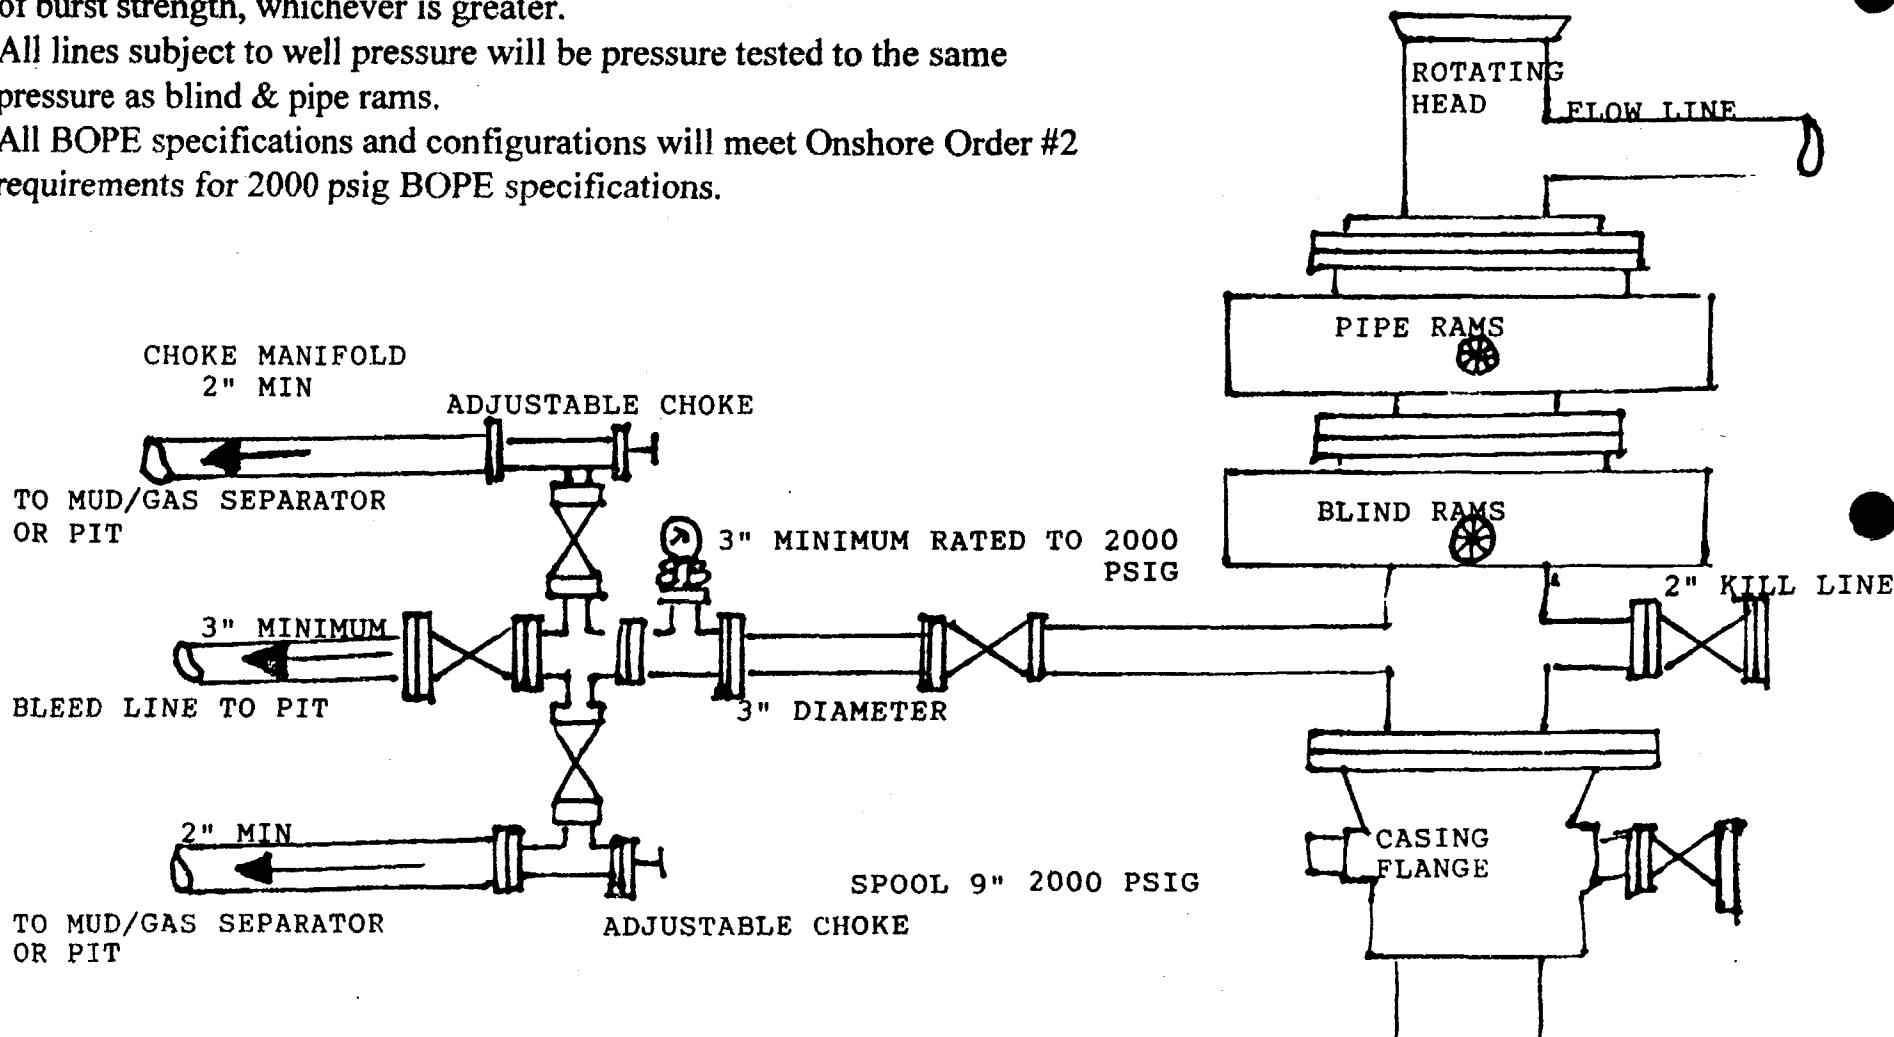 of burst strength, whichever is greater.
All lines subject to well pressure will be pressure tested to the same
pressure as blind & pipe rams.
All BOPE specifications and configurations will meet Onshore Order #2
requirements for 2000 psig BOPE specifications.
ROTATING
HEAD
FLOW LINE
PIPE RAMS
CHOKE MANIFOLD
2" MIN
ADJUSTABLE CHOKE
TO MUD/GAS SEPARATOR
OR PIT
BLIND RAMS
3" MINIMUM RATED TO 2000
PSIG
2" KILL LINE
3" MINIMUM
BLEED LINE TO PIT
3" DIAMETER
2" MIN
CASING
FLANGE
SPOOL 9" 2000 PSIG
TO MUD/GAS SEPARATOR
OR PIT
ADJUSTABLE CHOKE